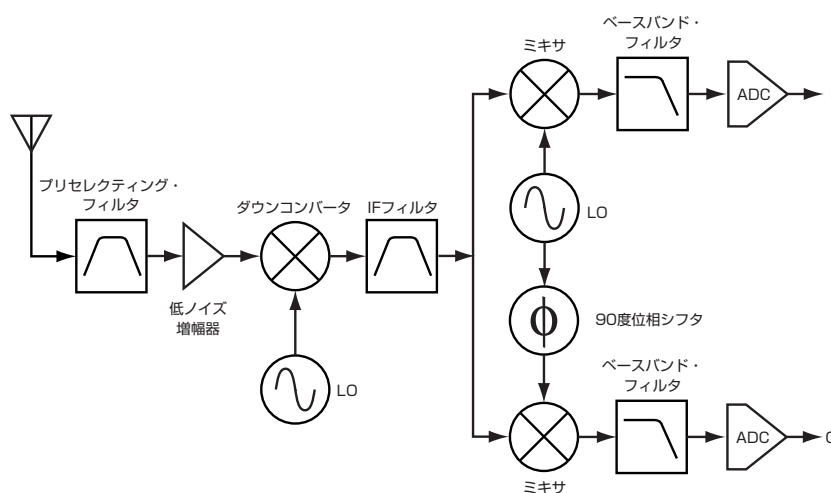 ベースバンド・
フィルタ
ミキサ
ADC
プリセレクティング・
フィルタ
ダウンコンバータ
IFフィルタ
LO
低ノイズ
増幅器
Φ
90度位相シフタ
LO
ベースバンド・
フィルタ
ADC
ミキサ